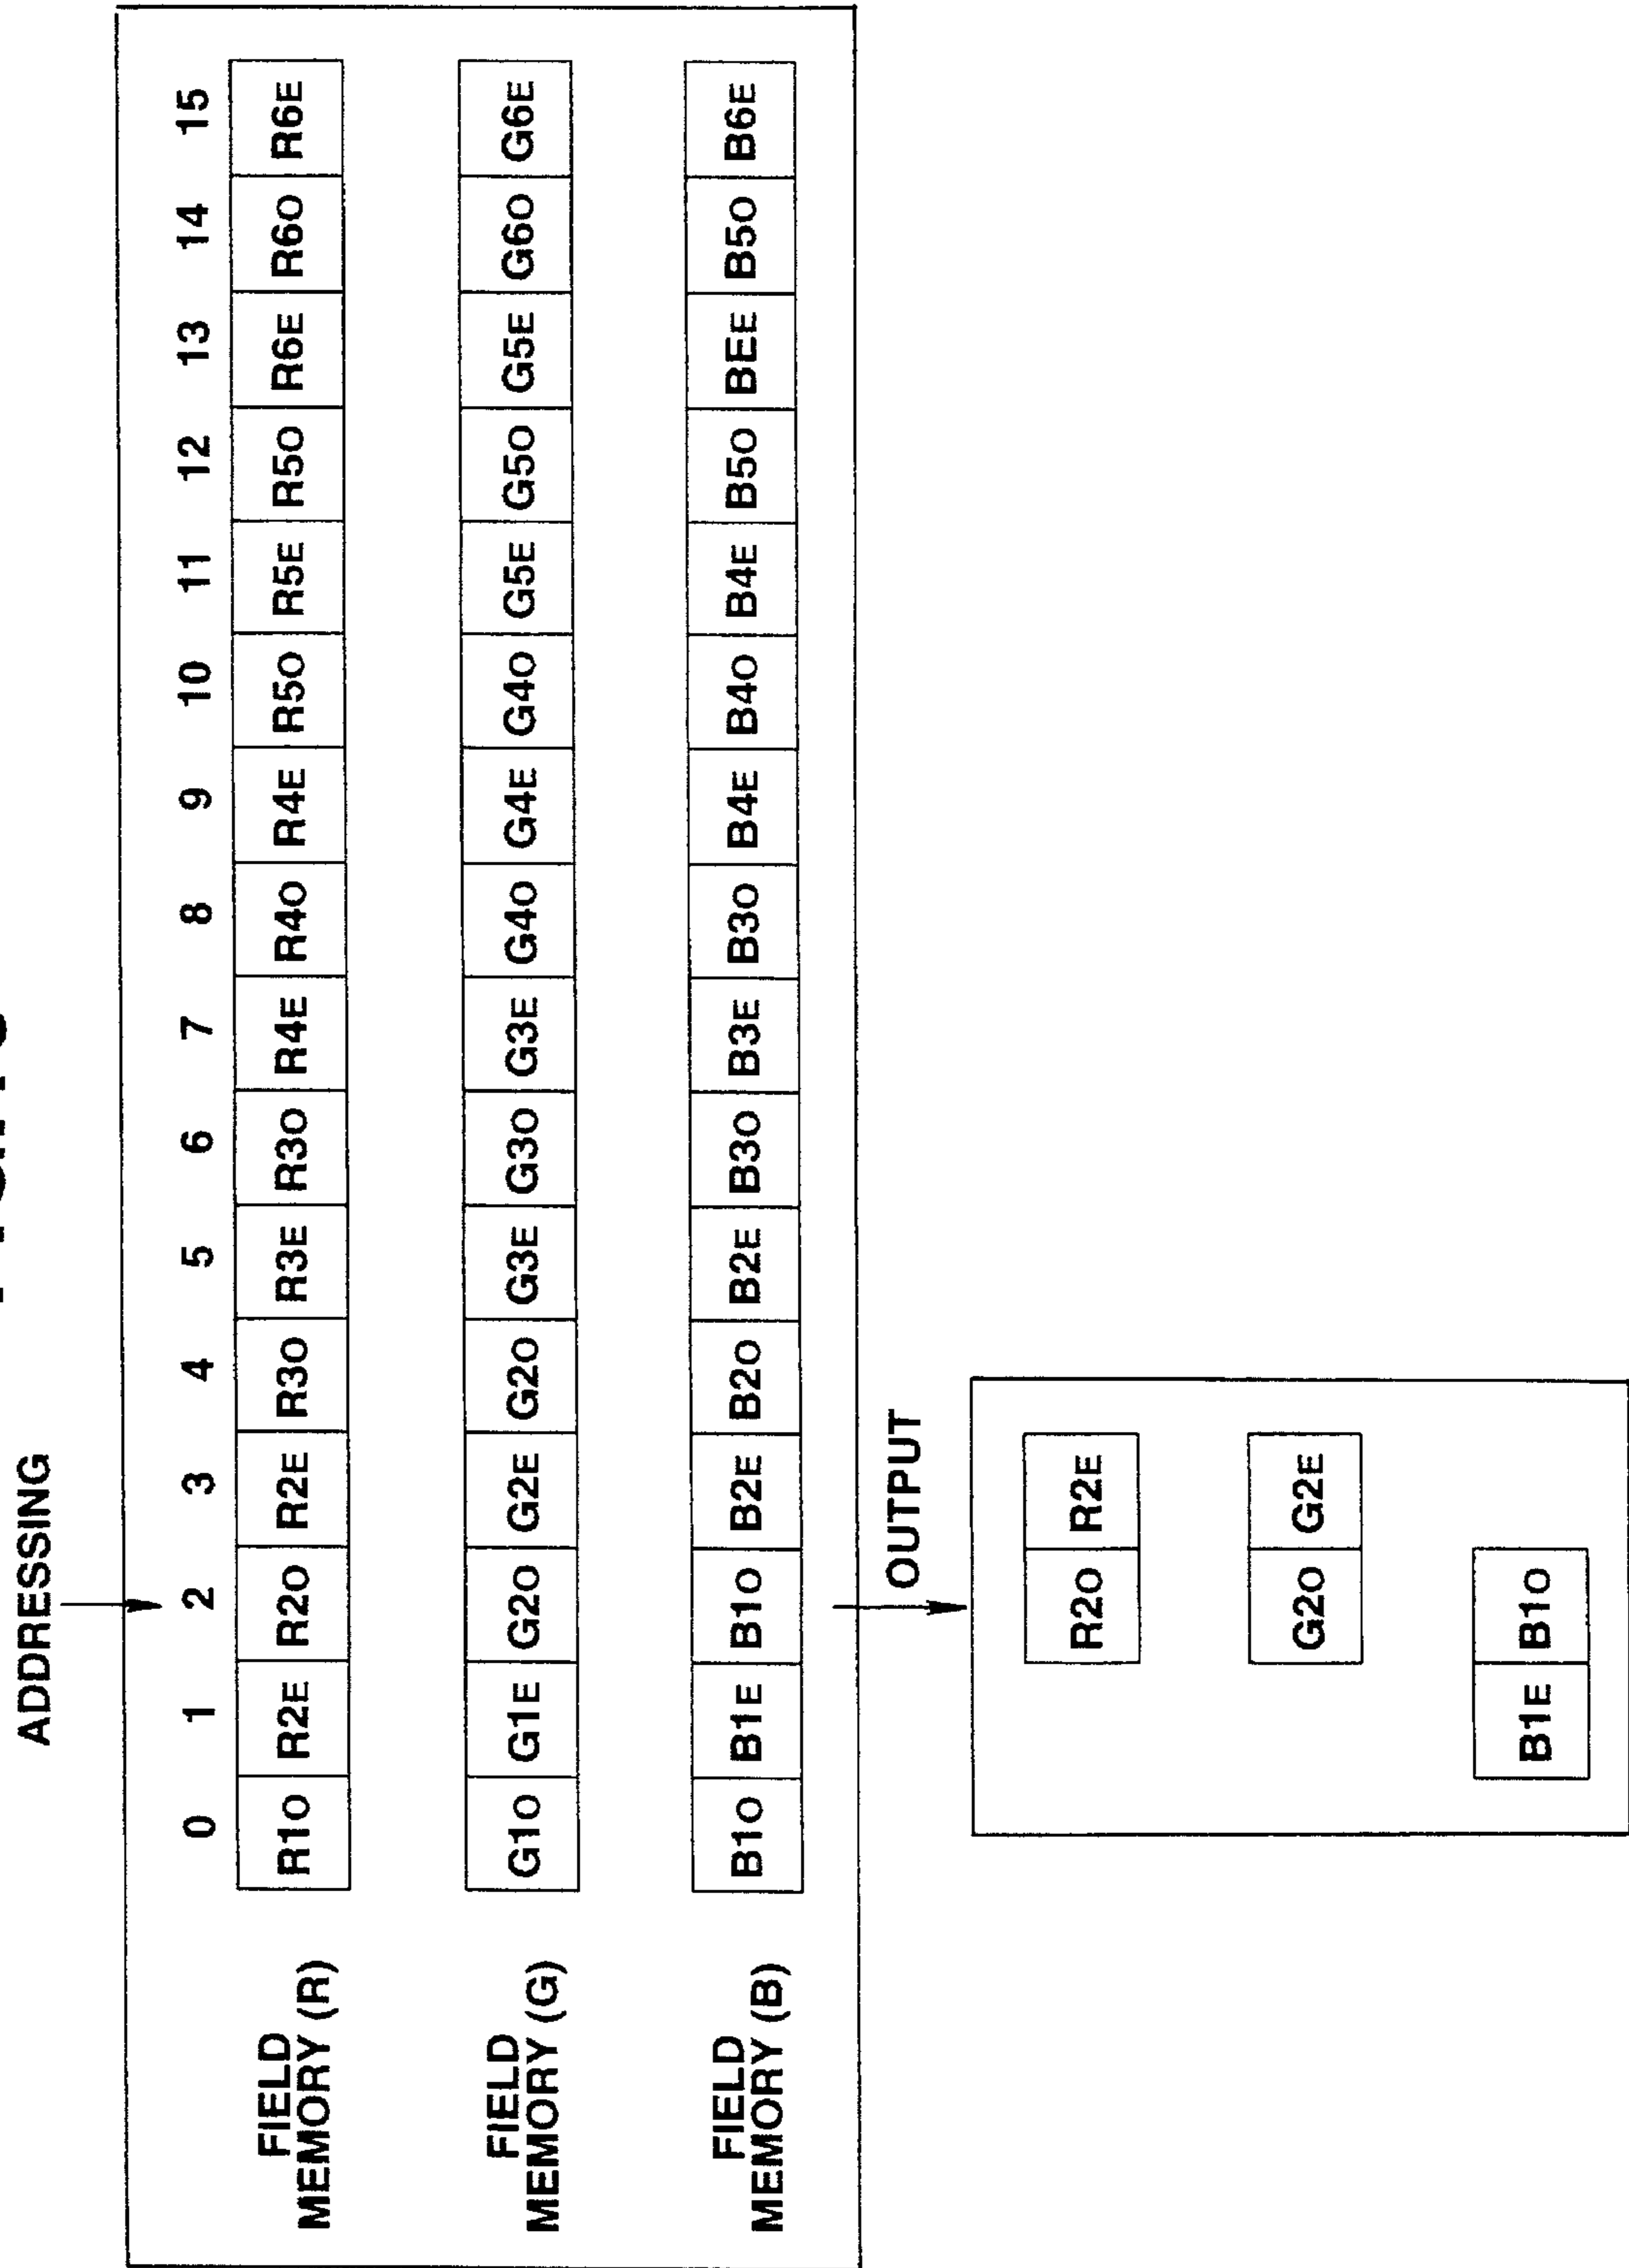 ADDRESSING
0 1 2 3 4 5 6 7 8 9 10 11 12 13 14 15
FIELD
MEMORY (R)
R1O R2E R2O R2E R3O R3E R3O R4E R4O R4E R5O R5E R5O R6E R6O R6E
FIELD
MEMORY (G)
G1O G1E G2O G2E G2O G3E G3O G3E G4O G4E G4O G5E G5O G5E G6O G6E
FIELD
MEMORY (B)
B1O B1E B1O B2E B2O B2E B3O B3E B3O B4E B4O B4E B5O BEE B5O B6E
OUTPUT
R2O R2E
G2O G2E
B1E B1O